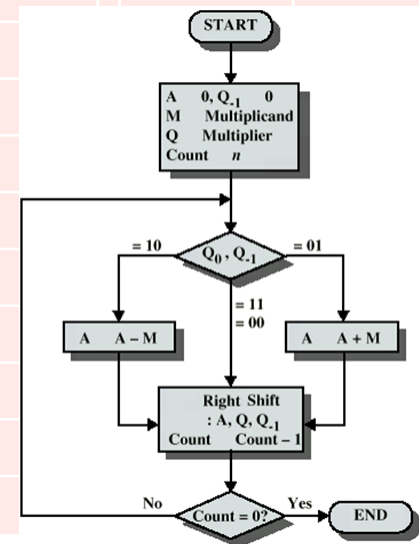 START
A 0, Q-1 0
M Multiplicand
Q Multiplier
Count n
= 10
Q0, Q-1
= 01
= 11
= 00
A A – M
A A + M
Right Shift
: A, Q, Q-1
Count Count – 1
No
Count = 0?
Yes
END